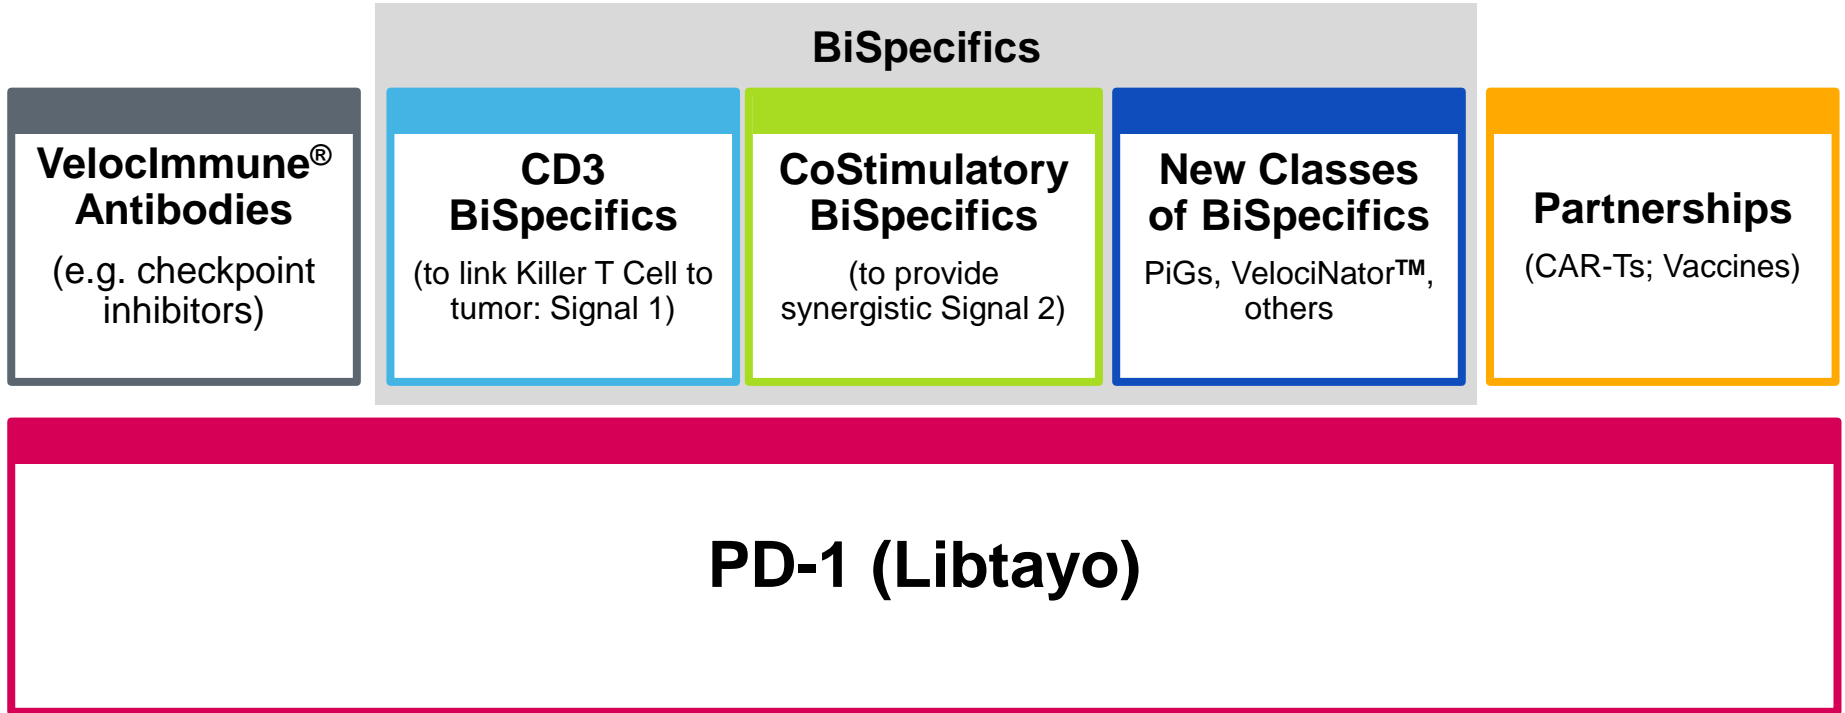 BiSpecifics
VelocImmune®
Antibodies
(e.g. checkpoint
inhibitors)
CD3
BiSpecifics
(to link Killer T Cell to
tumor: Signal 1)
CoStimulatory
BiSpecifics
(to provide
synergistic Signal 2)
New Classes
of BiSpecifics
PiGs, VelociNator™,
others
Partnerships
(CAR-Ts; Vaccines)
PD-1 (Libtayo)